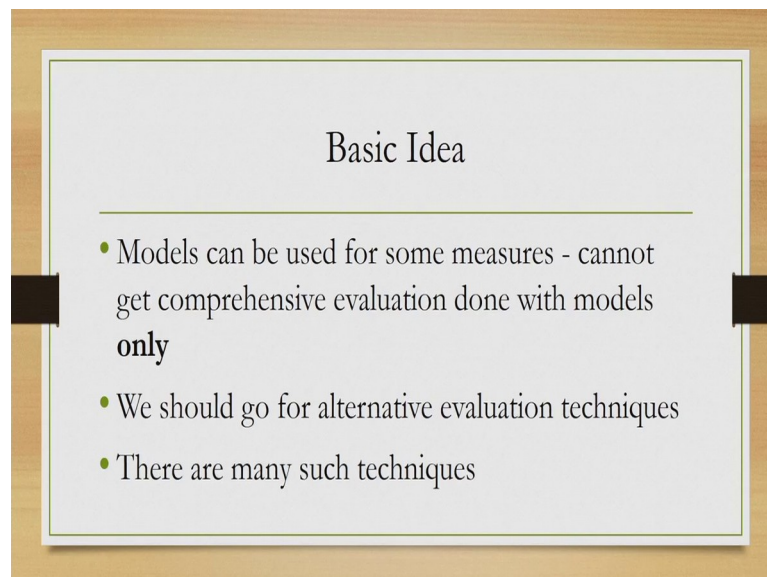 Basic Idea
• Models can be used for some measures - cannot
get comprehensive evaluation done with models
only
• We should go for alternative evaluation techniques
• There are many such techniques